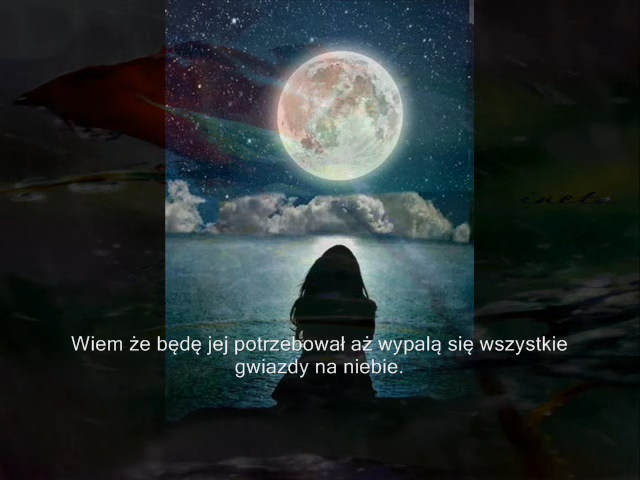 Wiem że będę jej potrzebował aż wypalą się wszystkie
gwiazdy na niebie.